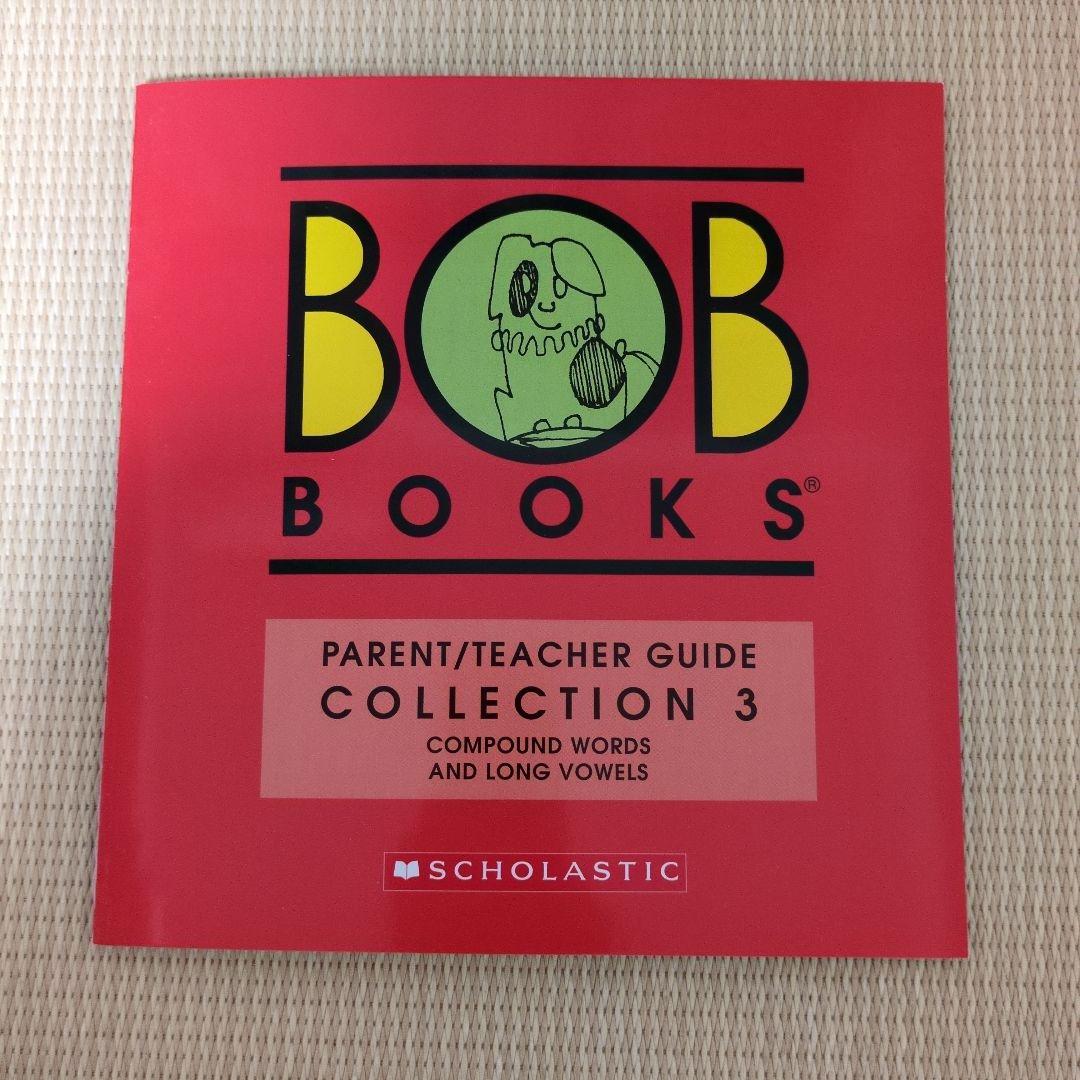 BOB
BOOKS®
PARENT/TEACHER GUIDE
COLLECTION 3
COMPOUND WORDS
AND LONG VOWELS
SCHOLASTIC